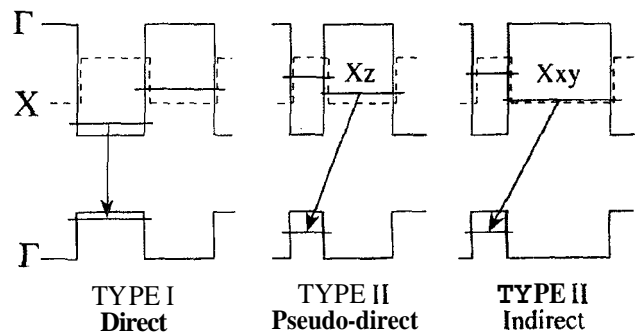 Γ
X
Xz
Xxy
Γ
TYPE I
Direct
TYPE II
Pseudo-direct
TYPE II
Indirect